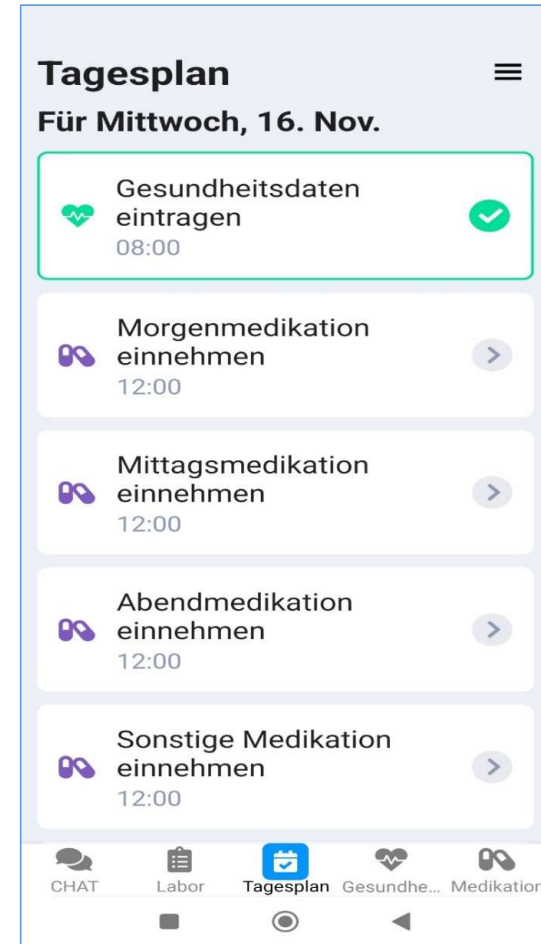 Tagesplan
Für Mittwoch, 16. Nov.
Gesundheitsdaten
eintragen
08:00
Morgenmedikation
einnehmen
12:00
Mittagsmedikation
einnehmen
12:00
Abendmedikation
einnehmen
12:00
Sonstige Medikation
einnehmen
12:00
CHAT Labor Tagesplan Gesundhe... Medikation